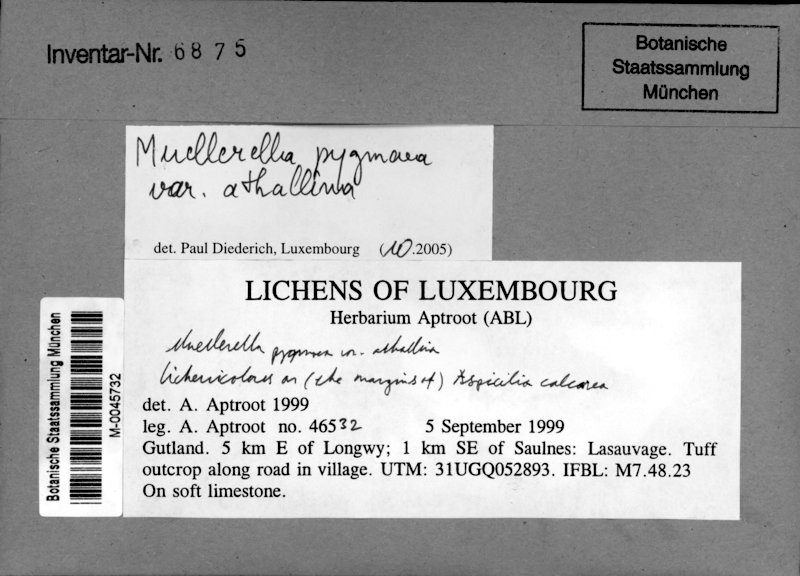 Inventar-Nr. 6875
Botanische
Staatssammlung
München
Muellerella pygmaea
var. athallina
det. Paul Diederich, Luxembourg (10.2005)
LICHENS OF LUXEMBOURG
Herbarium Aptroot (ABL)
Muellerella pygmaea v. athallina
lichenicolous on (the margins of) Aspicilia calcarea
det. A. Aptroot 1999
leg. A. Aptroot no. 46532 5 September 1999
Gutland. 5 km E of Longwy; 1 km SE of Saulnes: Lasauvage. Tuff
outcrop along road in village. UTM: 31UGQ052893. IFBL: M7.48.23
On soft limestone.
Botanische Staatssammlung München
M-0045732